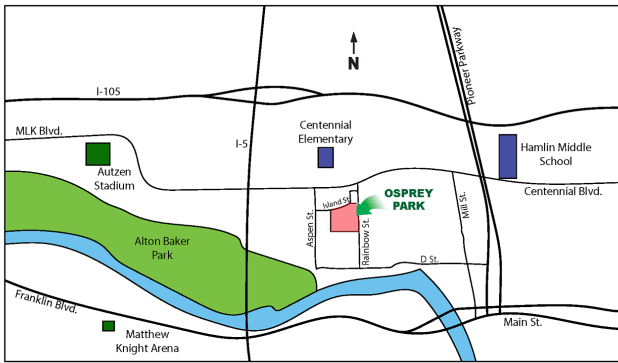 I-105
N
Pioneer Parkway
MLK Blvd.
I-5
Centennial
Elementary
Hamlin Middle
School
Autzen
Stadium
Centennial Blvd.
Island St.
OSPREY
PARK
Aspen St.
Rainbow St.
Mill St.
Alton Baker
Park
D St.
Franklin Blvd.
Main St.
Matthew
Knight Arena